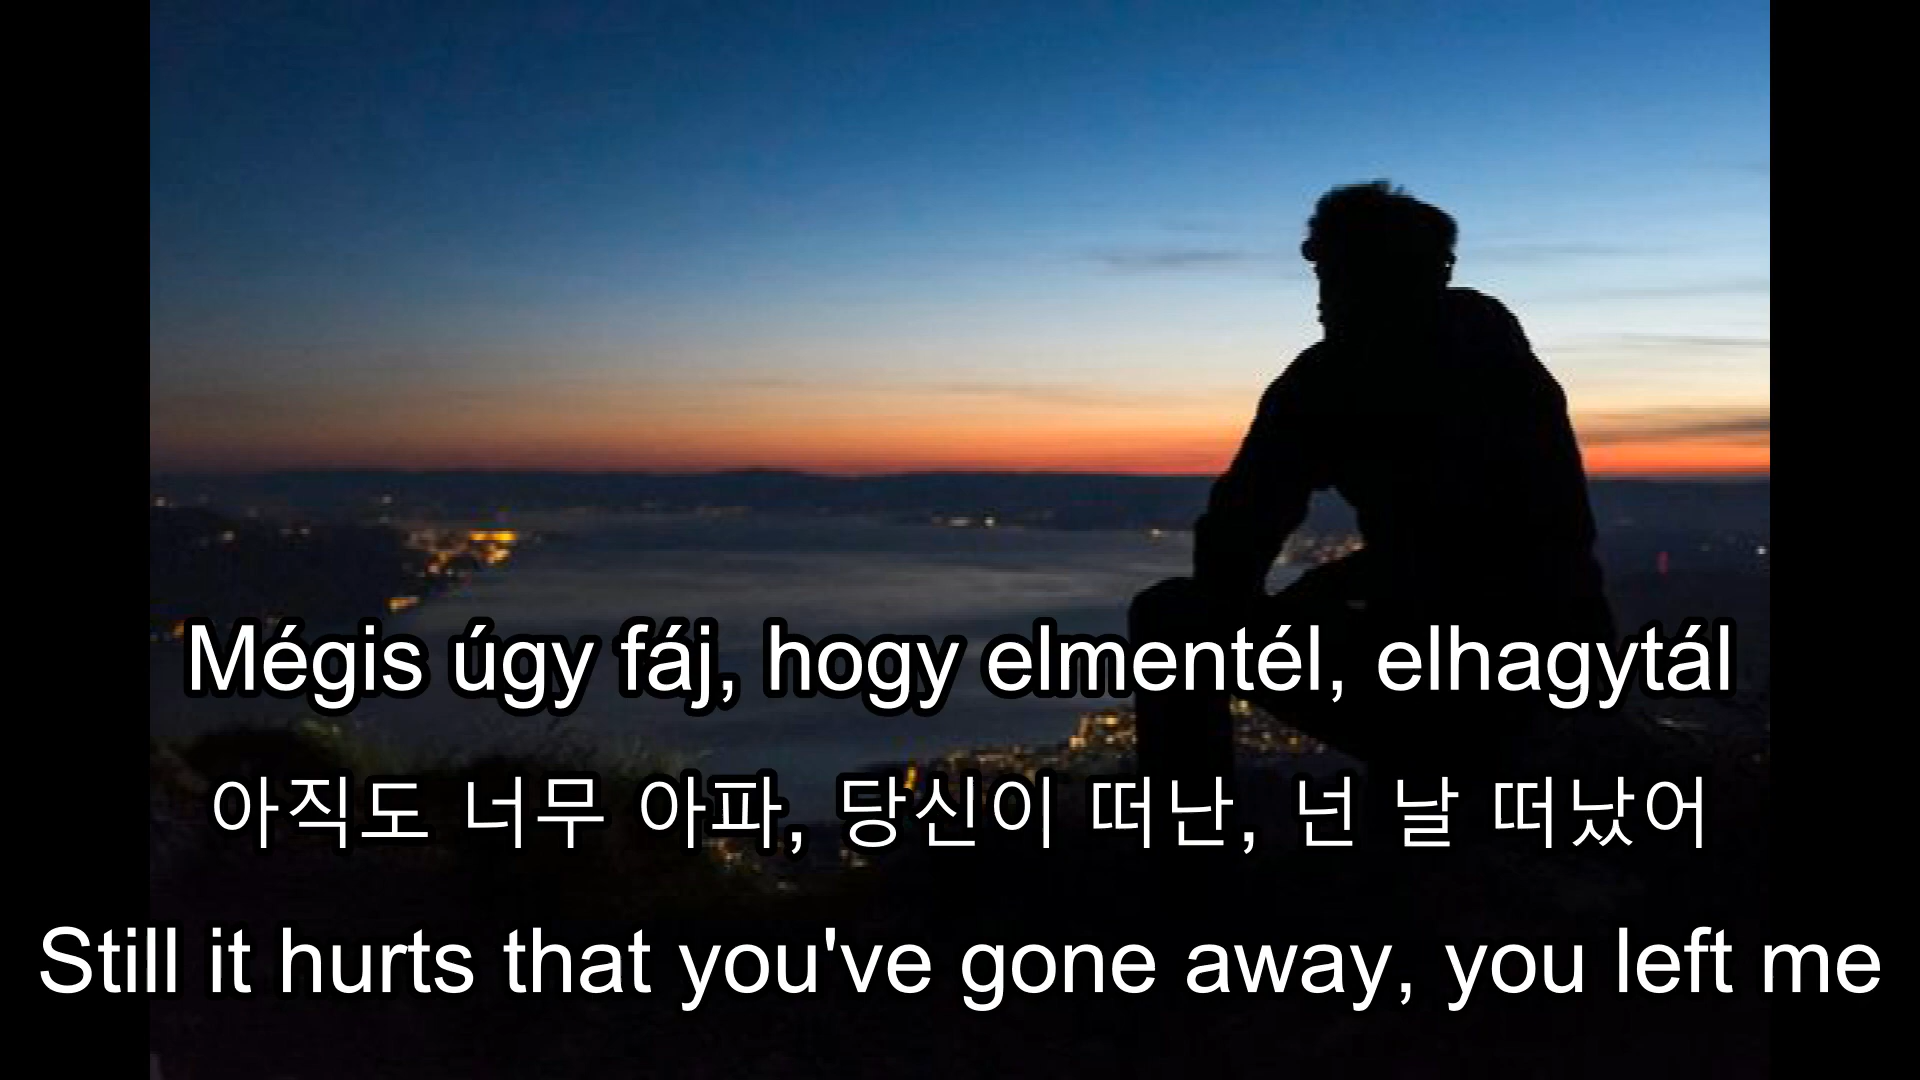 Mégis úgy fáj, hogy elmentél, elhagytál
아직도 너무 아파, 당신이 떠난, 넌 날 떠났어
Still it hurts that you've gone away, you left me